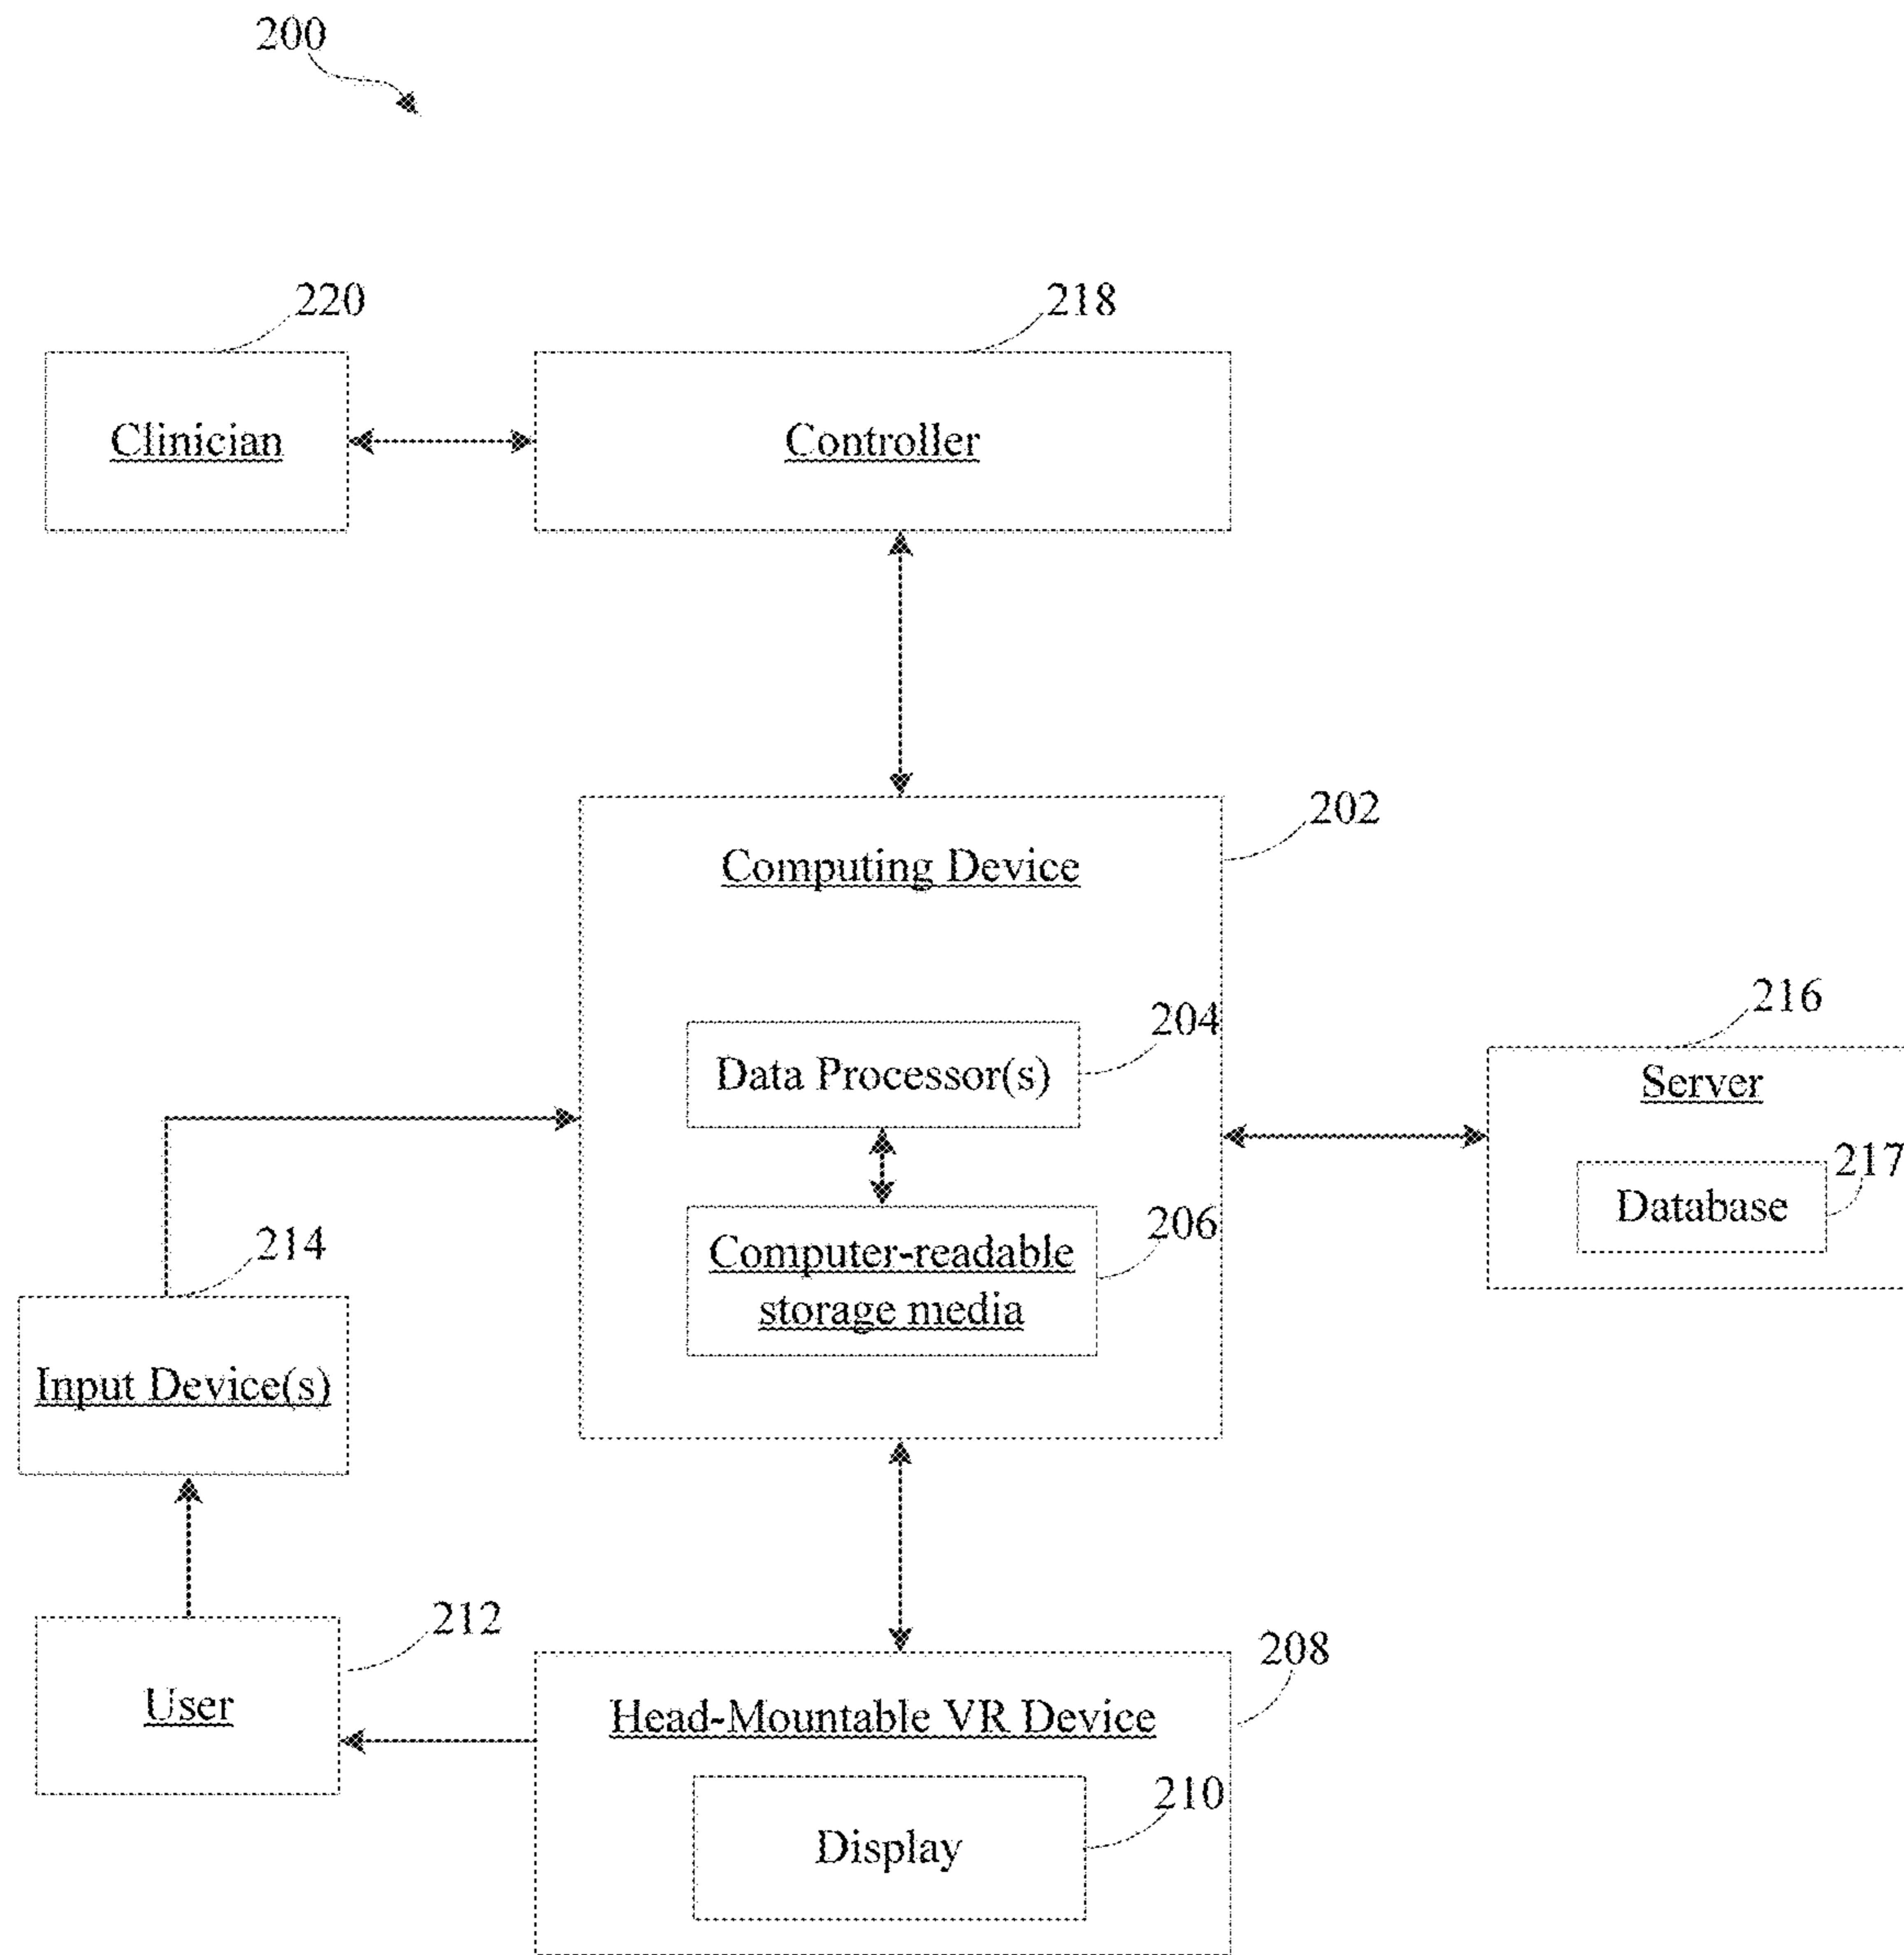 200
220
218
Clinician
Controller
202
Computing Device
204
Data Processor(s)
216
Server
217
Database
206
Computer-readable
storage media
214
Input Device(s)
212
User
208
Head-Mountable VR Device
210
Display